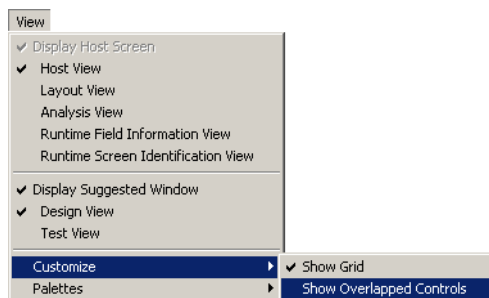 View
Display Host Screen
Host View
Layout View
Analysis View
Runtime Field Information View
Runtime Screen Identification View
Display Suggested Window
Design View
Test View
Customize
Show Grid
Palettes
Show Overlapped Controls